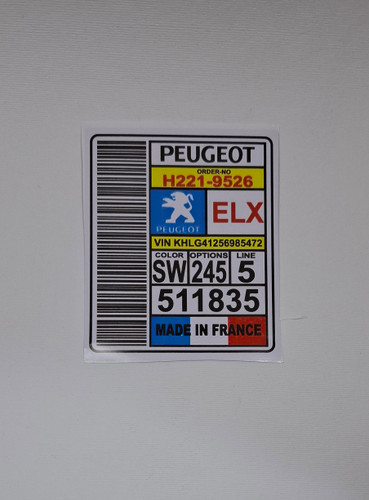 PEUGEOT
ORDER-NO
H221-9526
PEUGEOT
ELX
VIN KHLG41256985472
COLOR OPTIONS LINE
SW 245 5
511835
MADE IN FRANCE